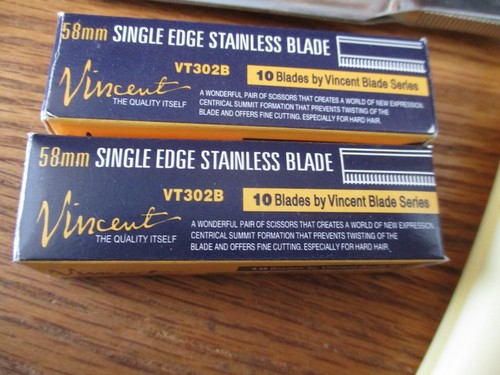 58mm SINGLE EDGE STAINLESS BLADE
VT302B
10 Blades by Vincent Blade Series
Vincent
THE QUALITY ITSELF
A WONDERFUL PAIR OF SCISSORS THAT CREATES A WORLD OF NEW EXPRESSION.
CENTRICAL SUMMIT FORMATION THAT PREVENTS TWISTING OF THE
BLADE AND OFFERS FINE CUTTING. ESPECIALLY FOR HARD HAIR.
58mm SINGLE EDGE STAINLESS BLADE
VT302B
10 Blades by Vincent Blade Series
Vincent
THE QUALITY ITSELF
A WONDERFUL PAIR OF SCISSORS THAT CREATES A WORLD OF NEW EXPRESSION.
CENTRICAL SUMMIT FORMATION THAT PREVENTS TWISTING OF THE
BLADE AND OFFERS FINE CUTTING. ESPECIALLY FOR HARD HAIR.